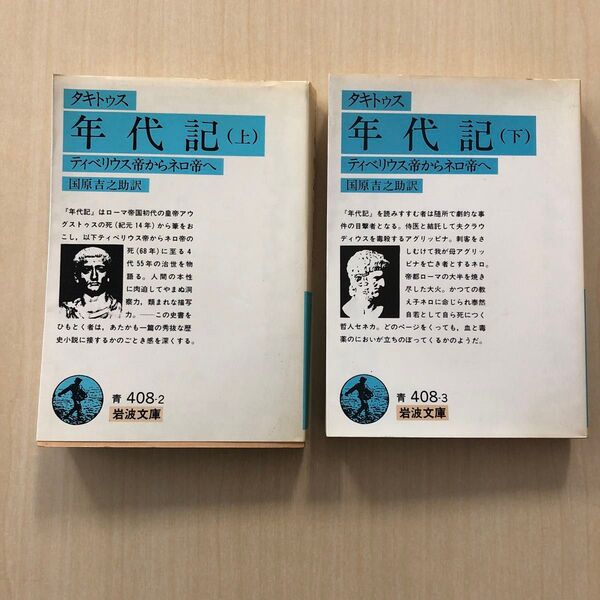 タキトゥス
年代記(上)
ティベリウス帝からネロ帝へ
国原吉之助訳
『年代記』はローマ帝国初代の皇帝アウ
グストゥスの死(紀元14年)から筆をお
こし，以下ティベリウス帝からネロ帝の
死(68年)に至る4
代55年の治世を物
語る。人間の本性
に肉迫してやまぬ洞
察力，類まれな描写
力。──この史書を
ひもとく者は，あたかも一篇の秀抜な歴
史小説に接するかのごとき感を深くする。
青 408-2
岩波文庫
タキトゥス
年代記(下)
ティベリウス帝からネロ帝へ
国原吉之助訳
『年代記』を読みすすむ者は随所で劇的な事
件の目撃者となる。侍医と結託して夫クラウ
ディウスを毒殺するアグリッピナ。刺客をさ
しむけて我が母アグリ
ッピナを亡き者とするネロ。
帝都ローマの大半を焼き
尽した大火。かつての教
え子ネロに命じられ泰然
自若として自ら死につく
哲人セネカ。どのページをくっても，血と毒
薬のにおいが立ちのぼってくるかのようだ。
青 408-3
岩波文庫